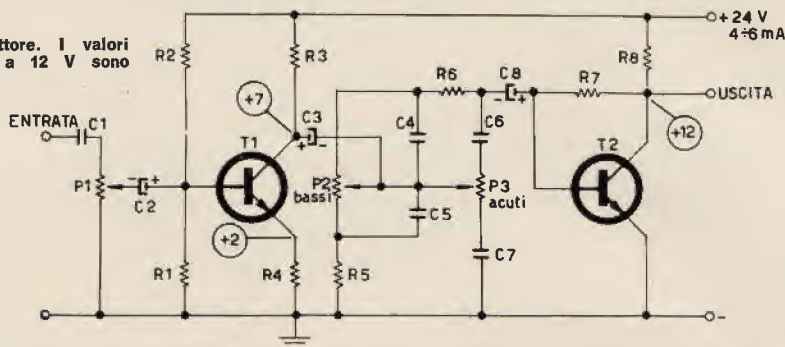 ttore. I valori
a 12 V sono
+ 24 V
4÷6 mA
R2
R3
R8
R6
C8
R7
USCITA
+7
C3
ENTRATA
C1
T1
C4
C6
+12
T2
P1
P2
bassi
P3
acuti
C2
C5
+2
C7
R1
R4
R5
-